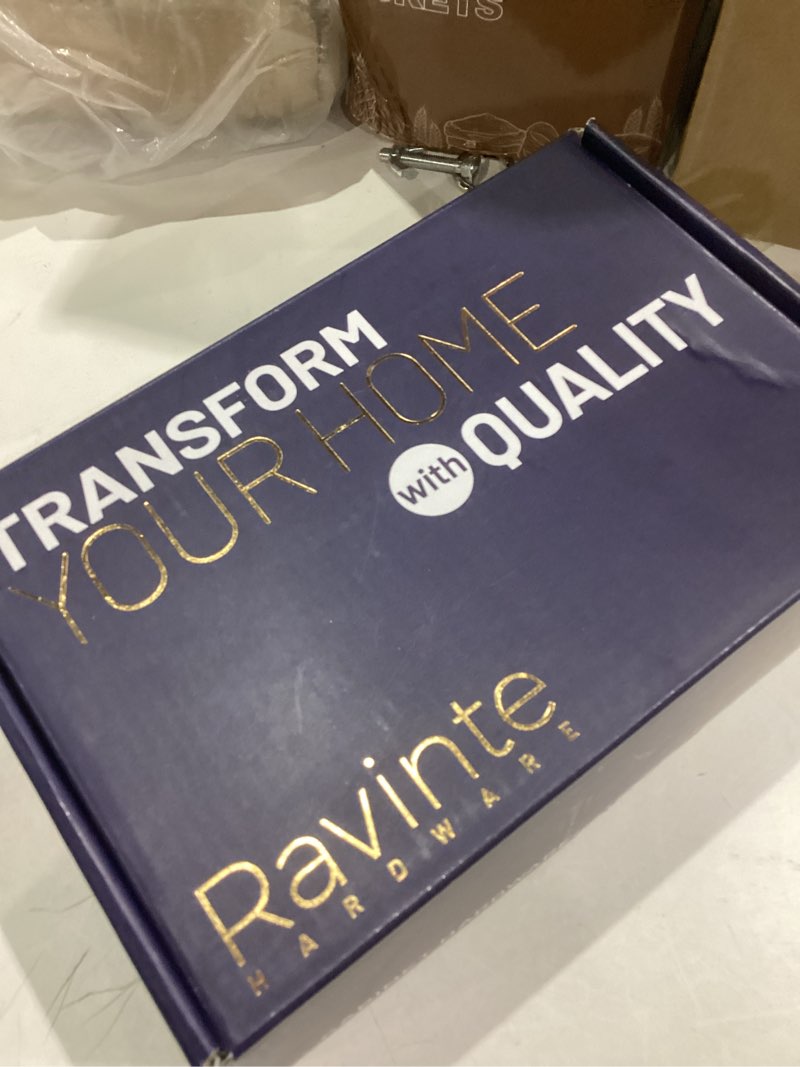 TRANSFORM
YOUR HOME
with QUALITY
Ravinte
HARDWARE